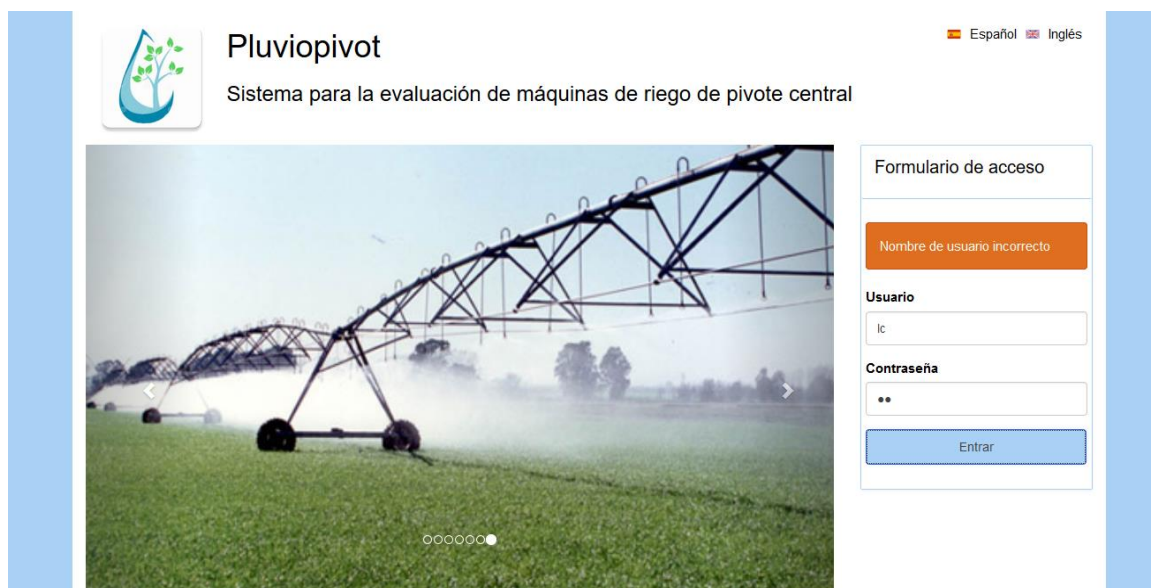 Pluviopivot
Español Inglés
Sistema para la evaluación de máquinas de riego de pivote central
Formulario de acceso
Nombre de usuario incorrecto
Usuario
lc
Contraseña
••
Entrar